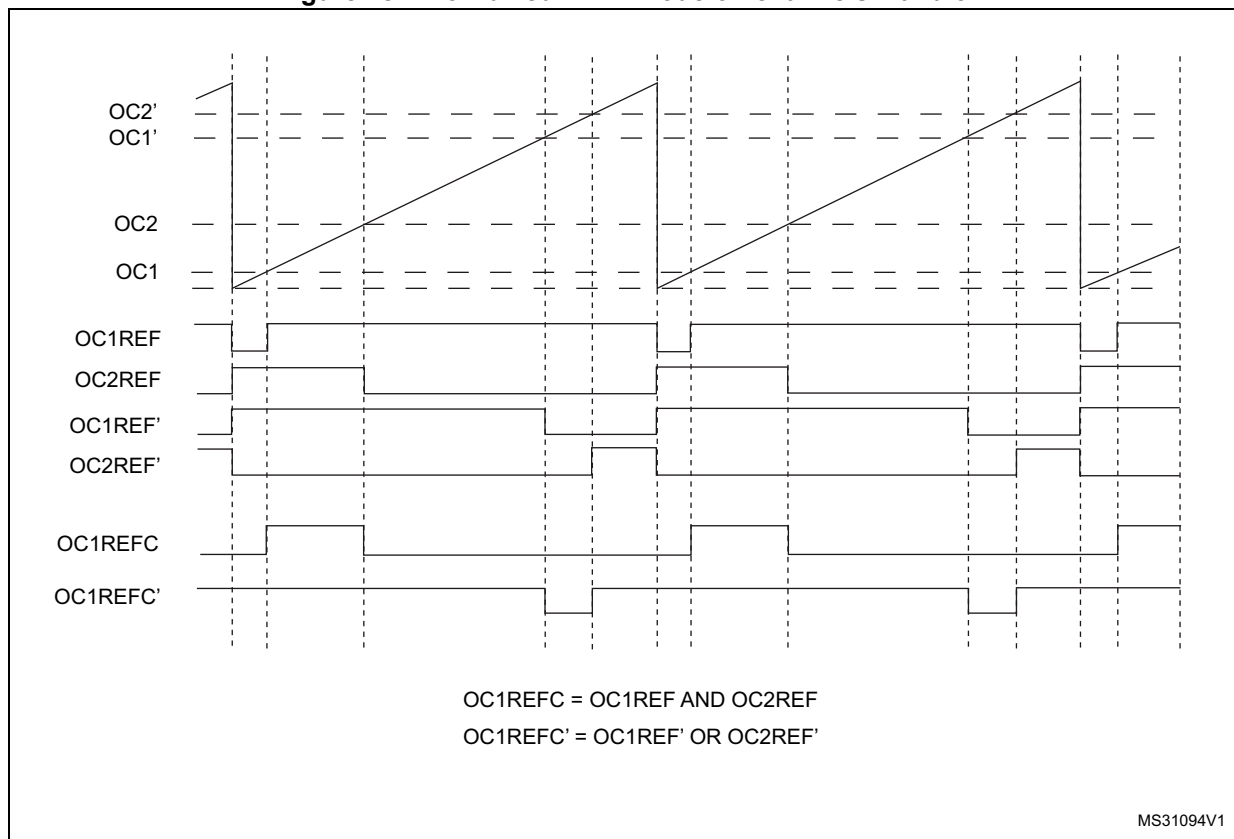 OC2’
OC1’
OC2
OC1
OC1REF
OC2REF
OC1REF’
OC2REF’
OC1REFC
OC1REFC’
OC1REFC = OC1REF AND OC2REF
OC1REFC’ = OC1REF’ OR OC2REF’
MS31094V1